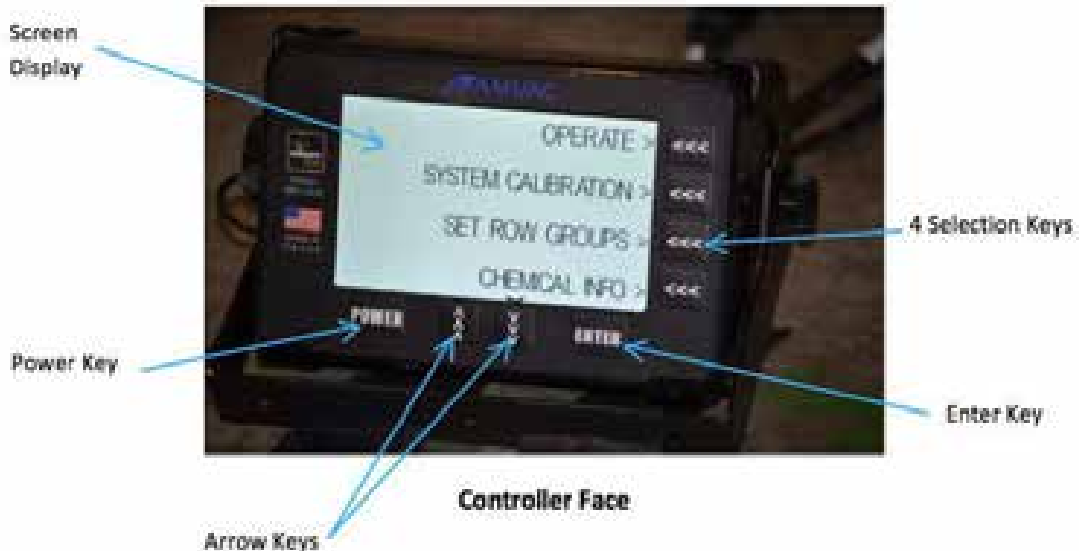 Screen
Display
AMVAC
OPERATE > <<<
SYSTEM CALIBRATION > <<<
SET ROW GROUPS > <<<
CHEMICAL INFO > <<<
4 Selection Keys
POWER
ENTER
Power Key
Enter Key
Controller Face
Arrow Keys